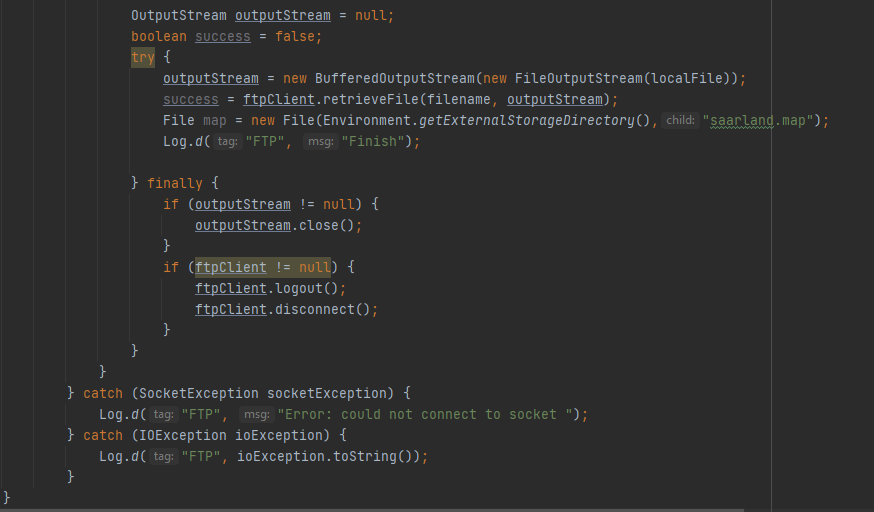 OutputStream outputStream = null;
boolean success = false;
try {
outputStream = new BufferedOutputStream(new FileOutputStream(localFile));
success = ftpClient.retrieveFile(filename, outputStream);
File map = new File(Environment.getExternalStorageDirectory(), child: "saarland.map");
Log.d( tag: "FTP", msg: "Finish");
} finally {
if (outputStream != null) {
outputStream.close();
}
if (ftpClient != null) {
ftpClient.logout();
ftpClient.disconnect();
}
}
}
} catch (SocketException socketException) {
Log.d( tag: "FTP", msg: "Error: could not connect to socket ");
} catch (IOException ioException) {
Log.d( tag: "FTP", ioException.toString());
}
}